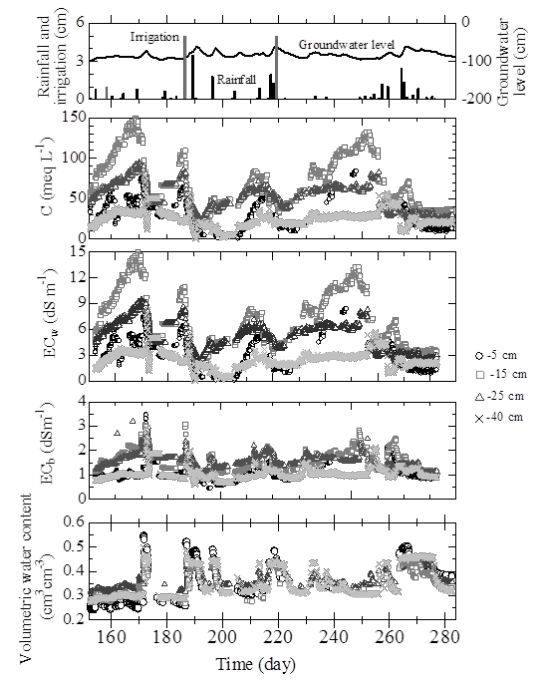 Rainfall and
irrigation (cm)
6
3
0
Irrigation
Groundwater level
Rainfall
0
-100
-200
Groundwater
level (cm)
C (meq L-1)
150
100
50
0
ECw (dS m-1)
15
12
9
6
3
0
-5 cm
-15 cm
-25 cm
-40 cm
ECb (dSm-1)
4
3
2
1
0
Volumetric water content
(cm3 cm-3)
0.6
0.5
0.4
0.3
0.2
160 180 200 220 240 260 280
Time (day)